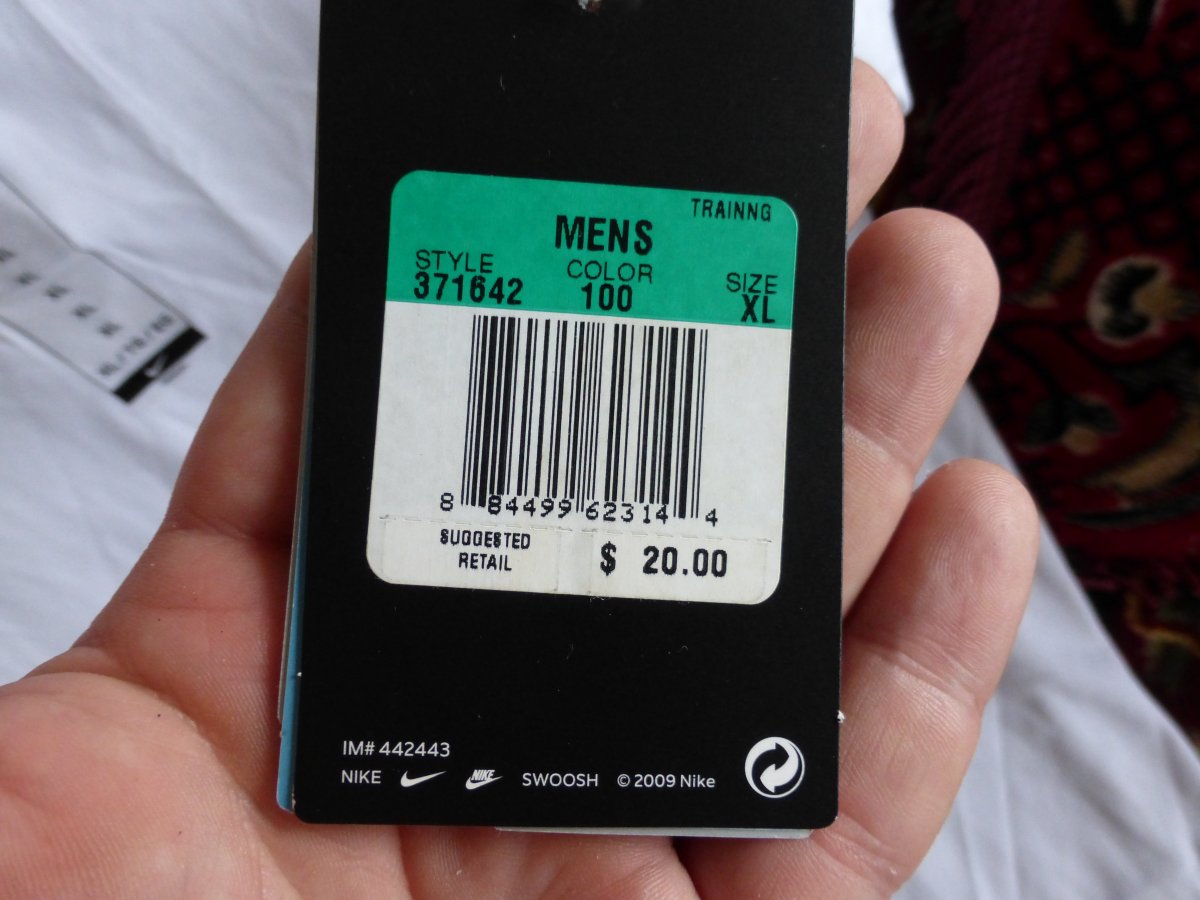 TRAINNG
MENS
STYLE COLOR SIZE
371642 100 XL
8 84499 62314 4
SUGGESTED
RETAIL
$ 20.00
IM# 442443
NIKE NIKE SWOOSH © 2009 Nike